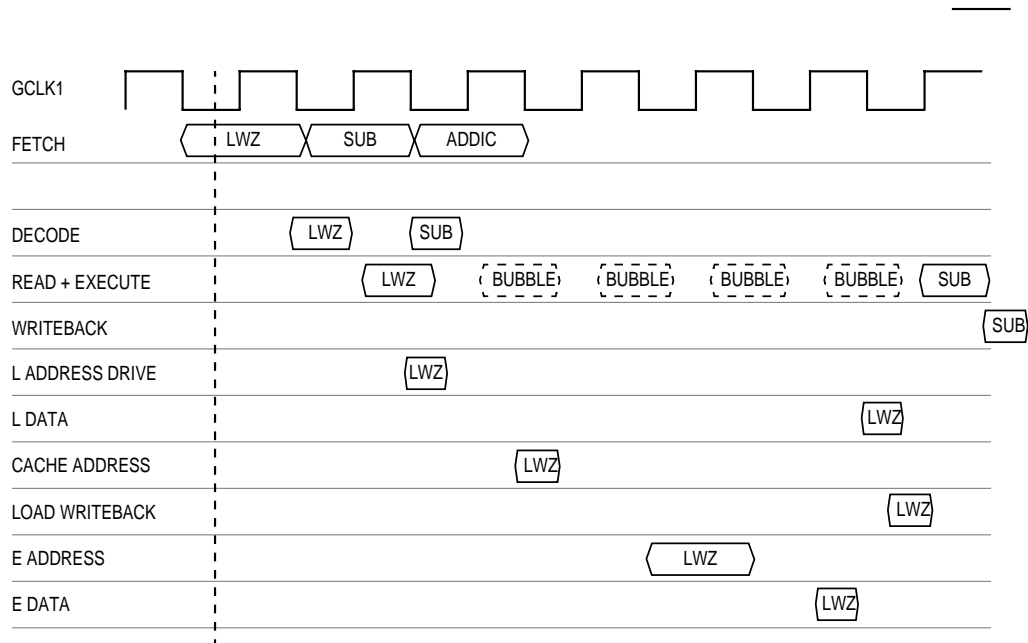 GCLK1
FETCH LWZ SUB ADDIC
DECODE LWZ SUB
READ + EXECUTE LWZ BUBBLE BUBBLE BUBBLE BUBBLE SUB
WRITEBACK SUB
L ADDRESS DRIVE LWZ
L DATA LWZ
CACHE ADDRESS LWZ
LOAD WRITEBACK LWZ
E ADDRESS LWZ
E DATA LWZ